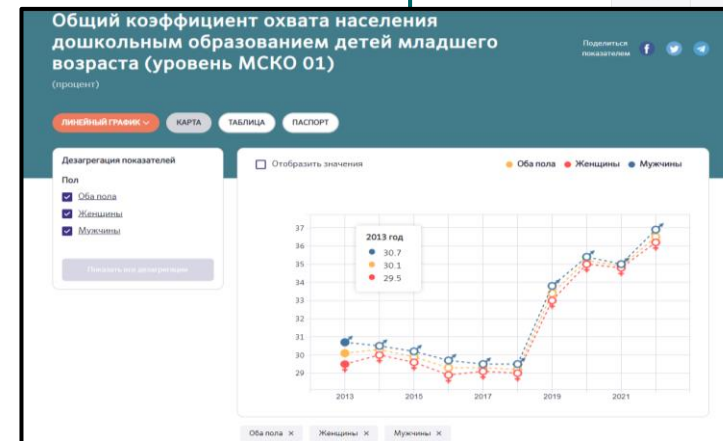 Общий коэффициент охвата населения
дошкольным образованием детей младшего
возраста (уровень МСКО 01)
(процент)
Поделиться
показателем
ЛИНЕЙНЫЙ ГРАФИК
КАРТА
ТАБЛИЦА
ПАСПОРТ
Дезагрегация показателей
Пол
Оба пола
Женщины
Мужчины
Показать все дезагрегации
Отобразить значения
Оба пола
Женщины
Мужчины
37
36
35
34
33
32
31
30
29
2013 год
30.7
30.1
29.5
2013
2015
2017
2019
2021
Оба пола ×
Женщины ×
Мужчины ×